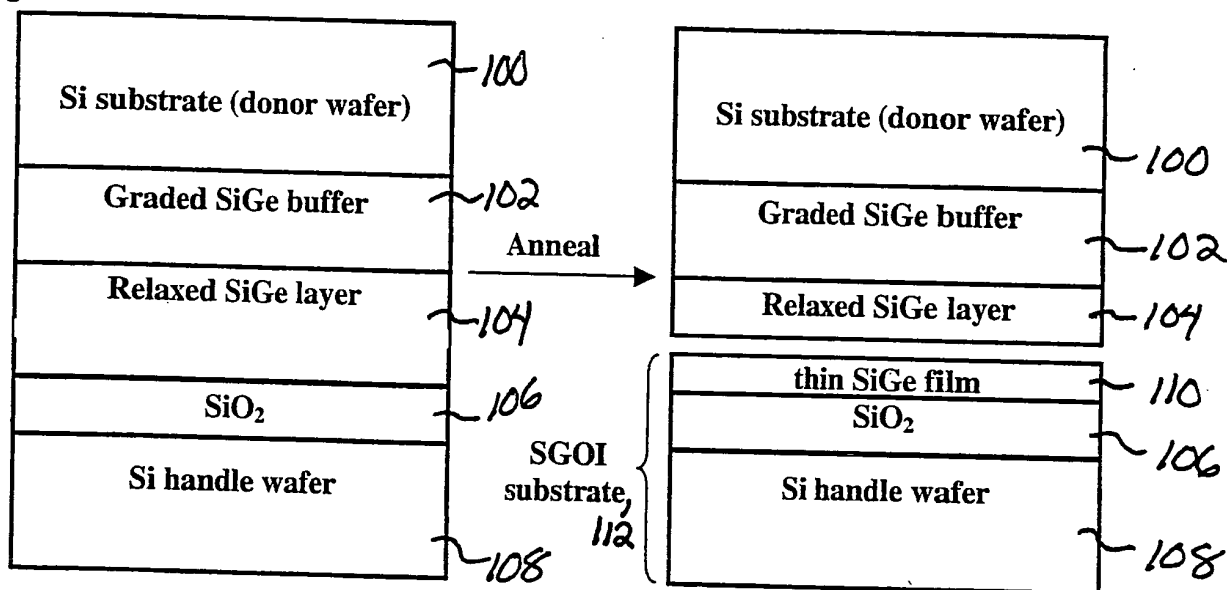 Si substrate (donor wafer)
100
Graded SiGe buffer
102
Relaxed SiGe layer
104
SiO₂
106
Si handle wafer
108
Anneal
Si substrate (donor wafer)
100
Graded SiGe buffer
102
Relaxed SiGe layer
104
thin SiGe film
110
SiO₂
106
Si handle wafer
108
SGOI
substrate,
112